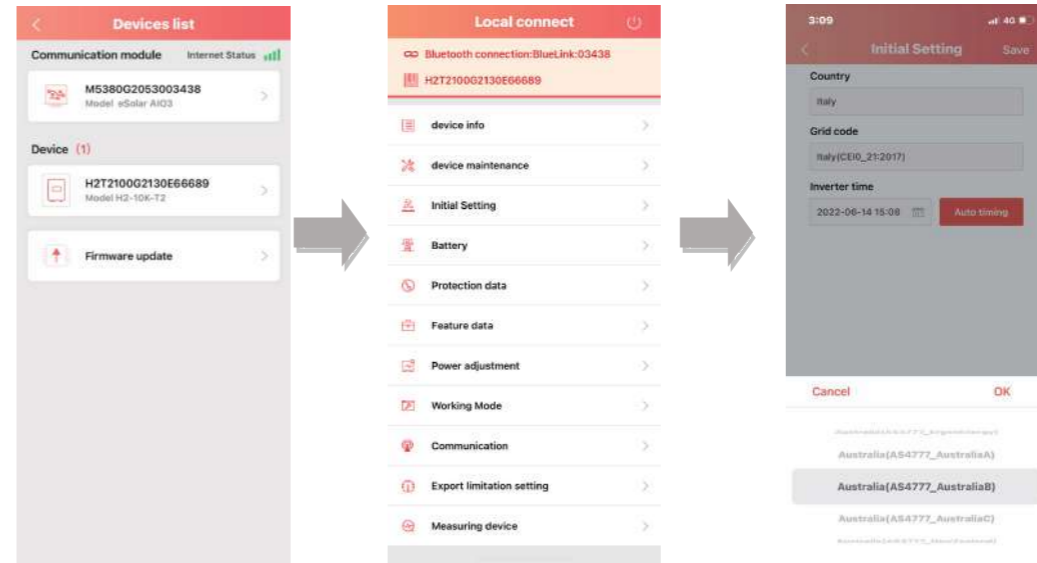 Devices list
Communication module Internet Status
M5380G2053003438
Model eSolar AIO3
Device (1)
H2T2100G2130E66689
Model H2-10K-T2
Firmware update
Local connect
Bluetooth connection:BlueLink:03438
H2T2100G2130E66689
device info
device maintenance
Initial Setting
Battery
Protection data
Feature data
Power adjustment
Working Mode
Communication
Export limitation setting
Measuring device
3:09 4G
Initial Setting Save
Country
Italy
Grid code
Italy(CEI0_21:2017)
Inverter time
2022-06-14 15:08 Auto timing
Cancel OK
Australia(AS4777_AustraliaA)
Australia(AS4777_AustraliaB)
Australia(AS4777_AustraliaC)